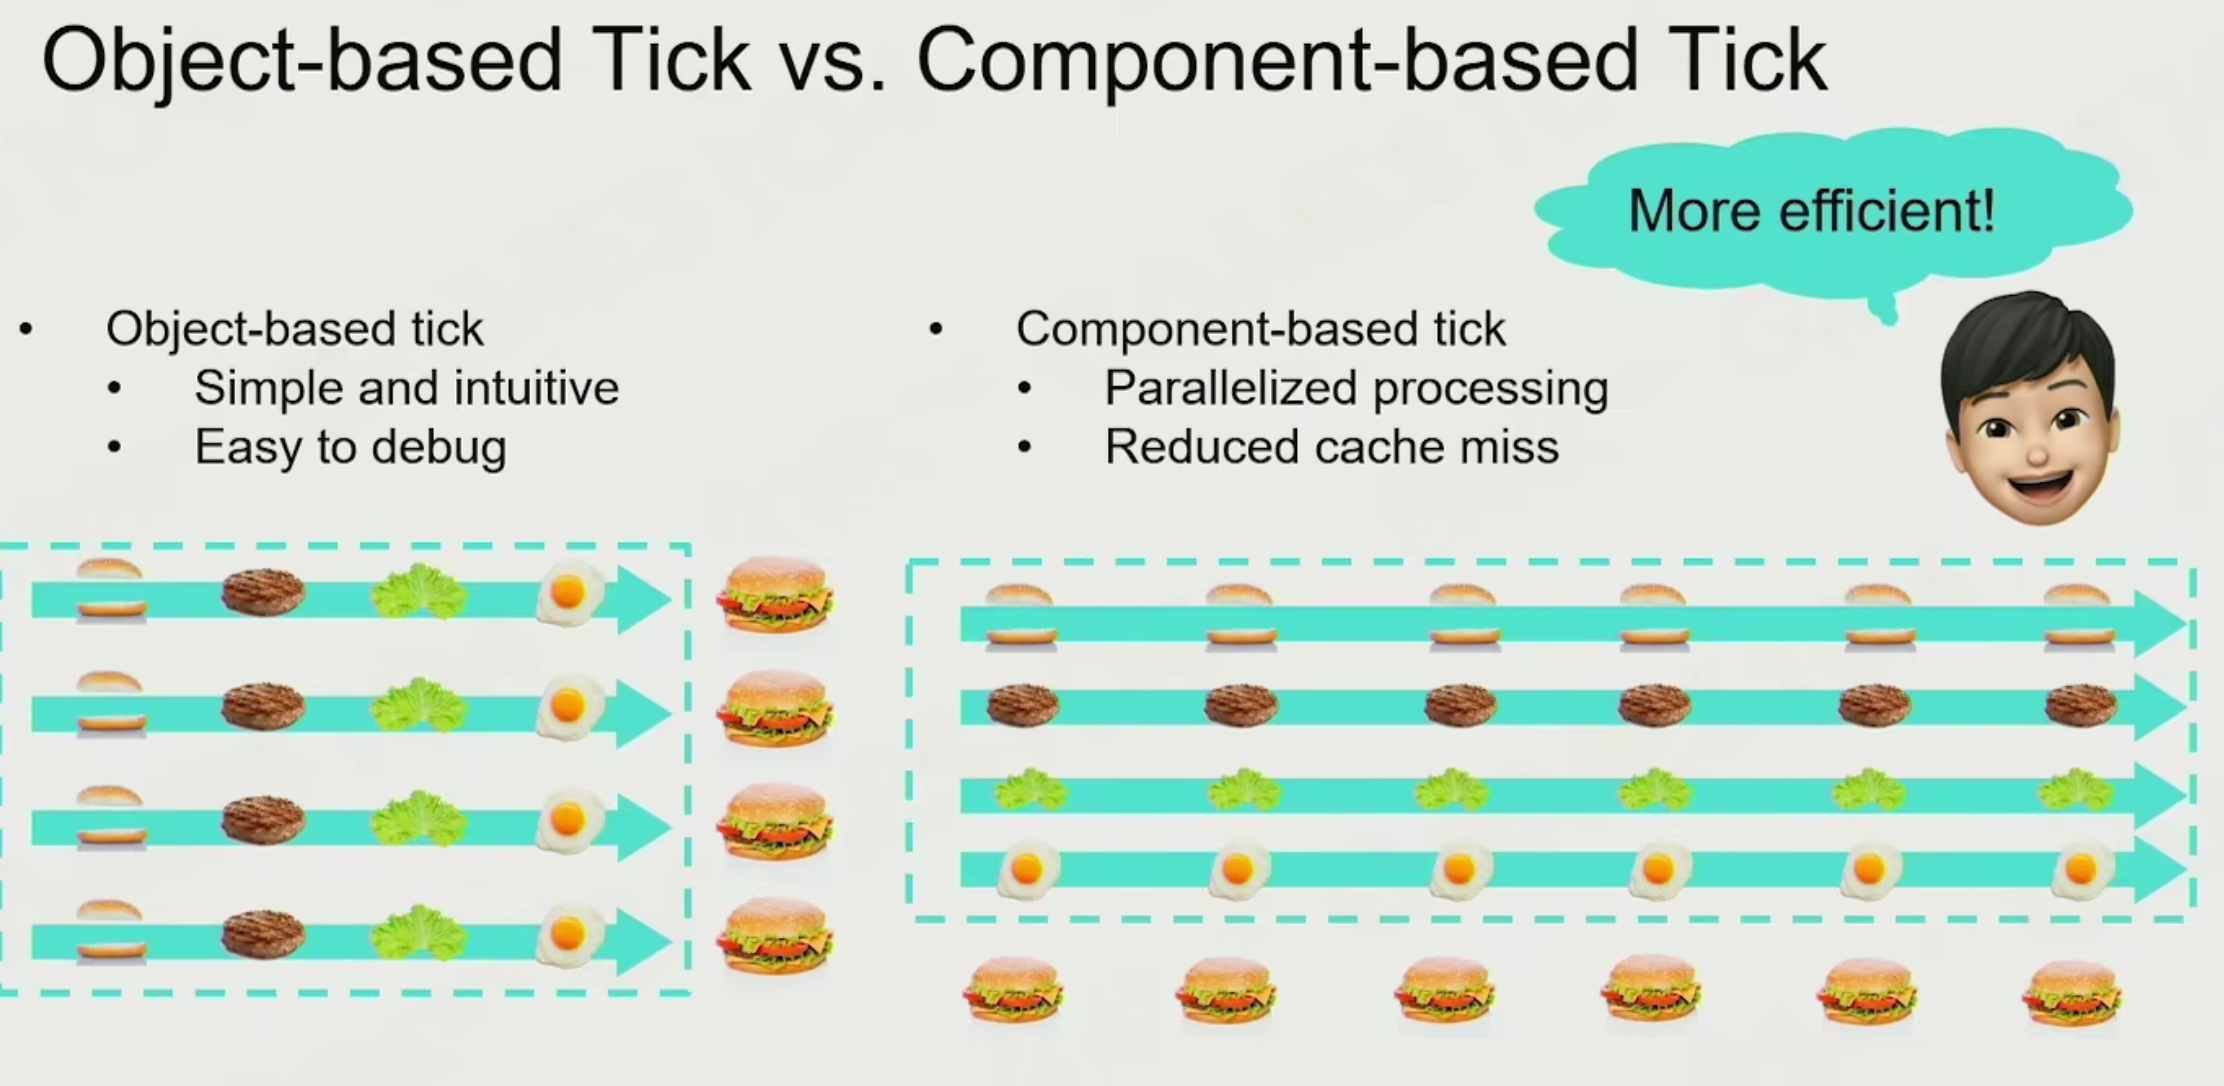 Object-based Tick vs. Component-based Tick
More efficient!
• Object-based tick
• Simple and intuitive
• Easy to debug
• Component-based tick
• Parallelized processing
• Reduced cache miss